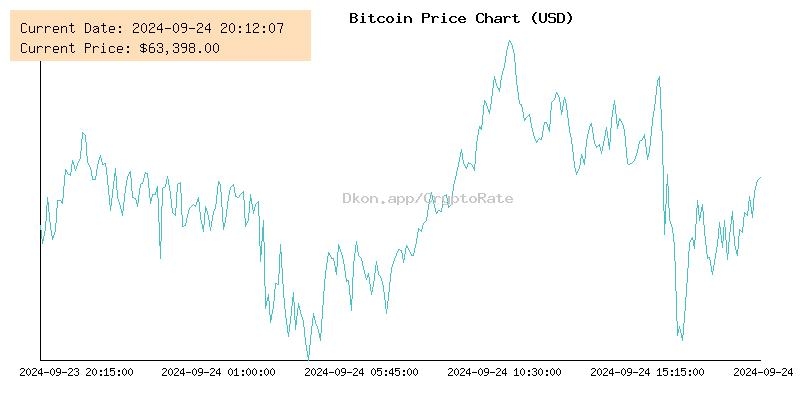 Bitcoin Price Chart (USD)
Current Date: 2024-09-24 20:12:07
Current Price: $63,398.00
Dkon.app/CryptoRate
2024-09-23 20:15:00
2024-09-24 01:00:00
2024-09-24 05:45:00
2024-09-24 10:30:00
2024-09-24 15:15:00
2024-09-24